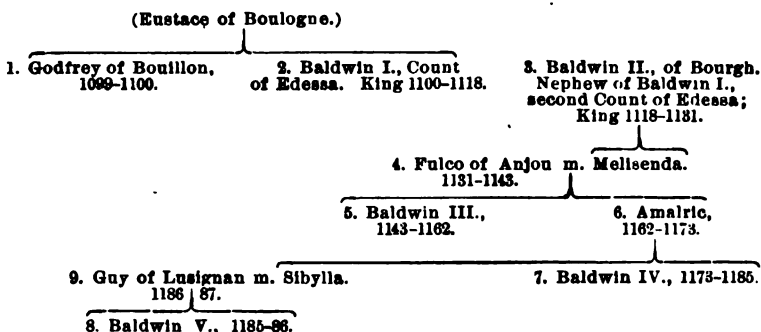 (Eustace of Boulogne.)
1. Godfrey of Bouillon,
1099-1100.
2. Baldwin I., Count
of Edessa. King 1100-1118.
3. Baldwin II., of Bourgh.
Nephew of Baldwin I.,
second Count of Edessa;
King 1118-1131.
4. Fulco of Anjou m. Melisenda.
1131-1143.
5. Baldwin III.,
1143-1162.
6. Amalric,
1162-1173.
9. Guy of Lusignan m. Sibylla.
1186 87.
7. Baldwin IV., 1173-1185.
8. Baldwin V., 1185-86.